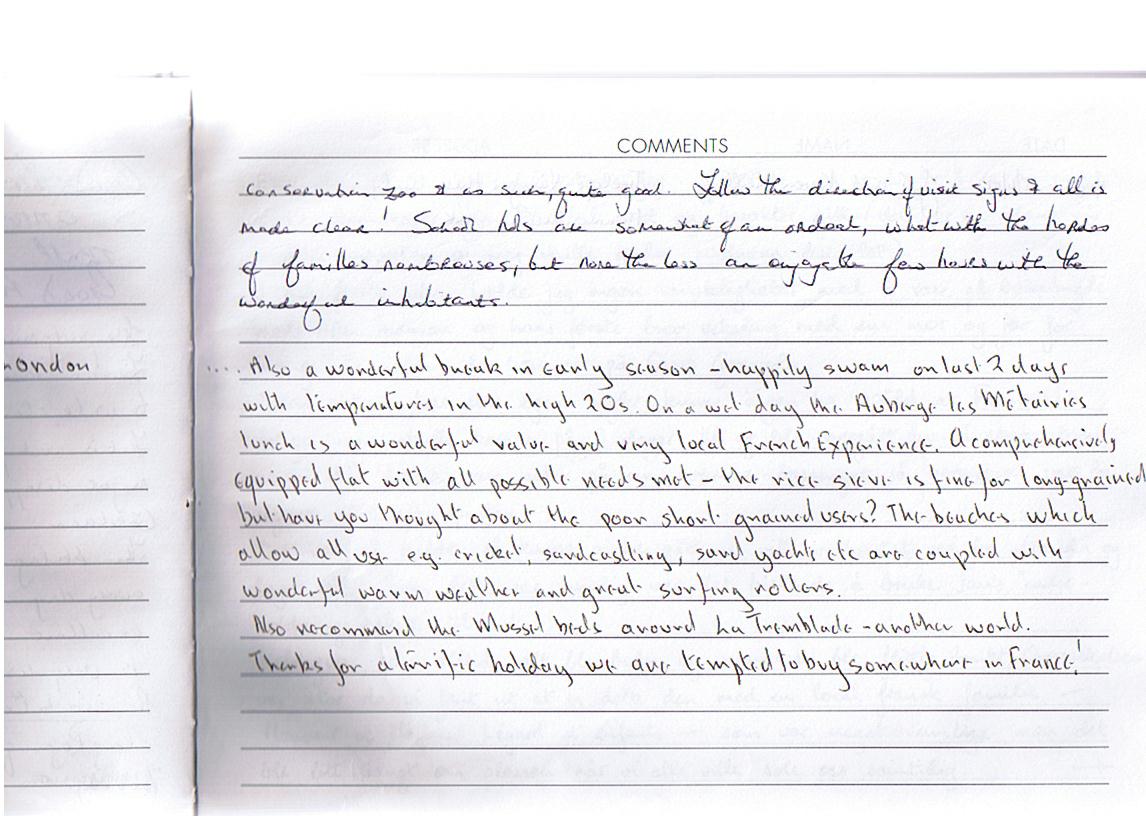 COMMENTS
Conservation zoo & as such, quite good. Follow the direction of visit signs & all is
made clear! School hols are somewhat of an ordeal, what with the hordes
of familles nombreuses, but none the less an enjoyable few hours with the
wonderful inhabitants.
London
.... Also a wonderful break in early season - happily swam on last 2 days
with temperatures in the high 20s. On a wet day the Auberge les Métairies
lunch is a wonderful value and very local French Experience. A comprehensively
equipped flat with all possible needs met - the rice sieve is fine for long-grained
but have you thought about the poor short grained users? The beaches which
allow all use e.g. cricket, sandcastling, sand yachts etc are coupled with
wonderful warm weather and great surfing rollers.
Also recommend the Mussel beds around La Tremblade - another world.
Thanks for a terrific holiday, we are tempted to buy somewhere in France!